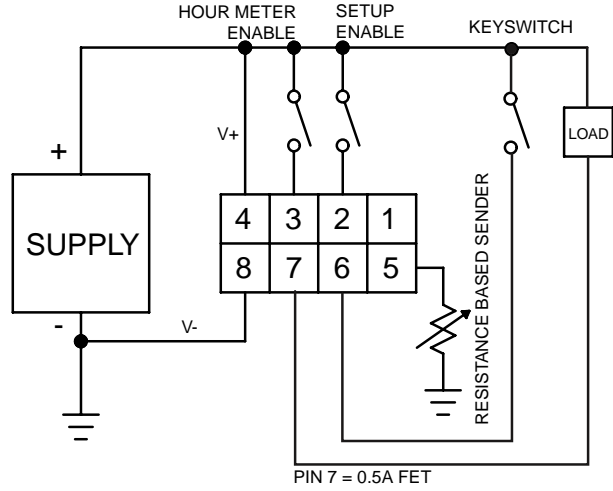 HOUR METER
ENABLE
SETUP
ENABLE
KEYSWITCH
LOAD
V+
+
SUPPLY
-
V-
4 3 2 1
8 7 6 5
RESISTANCE BASED SENDER
PIN 7 = 0.5A FET